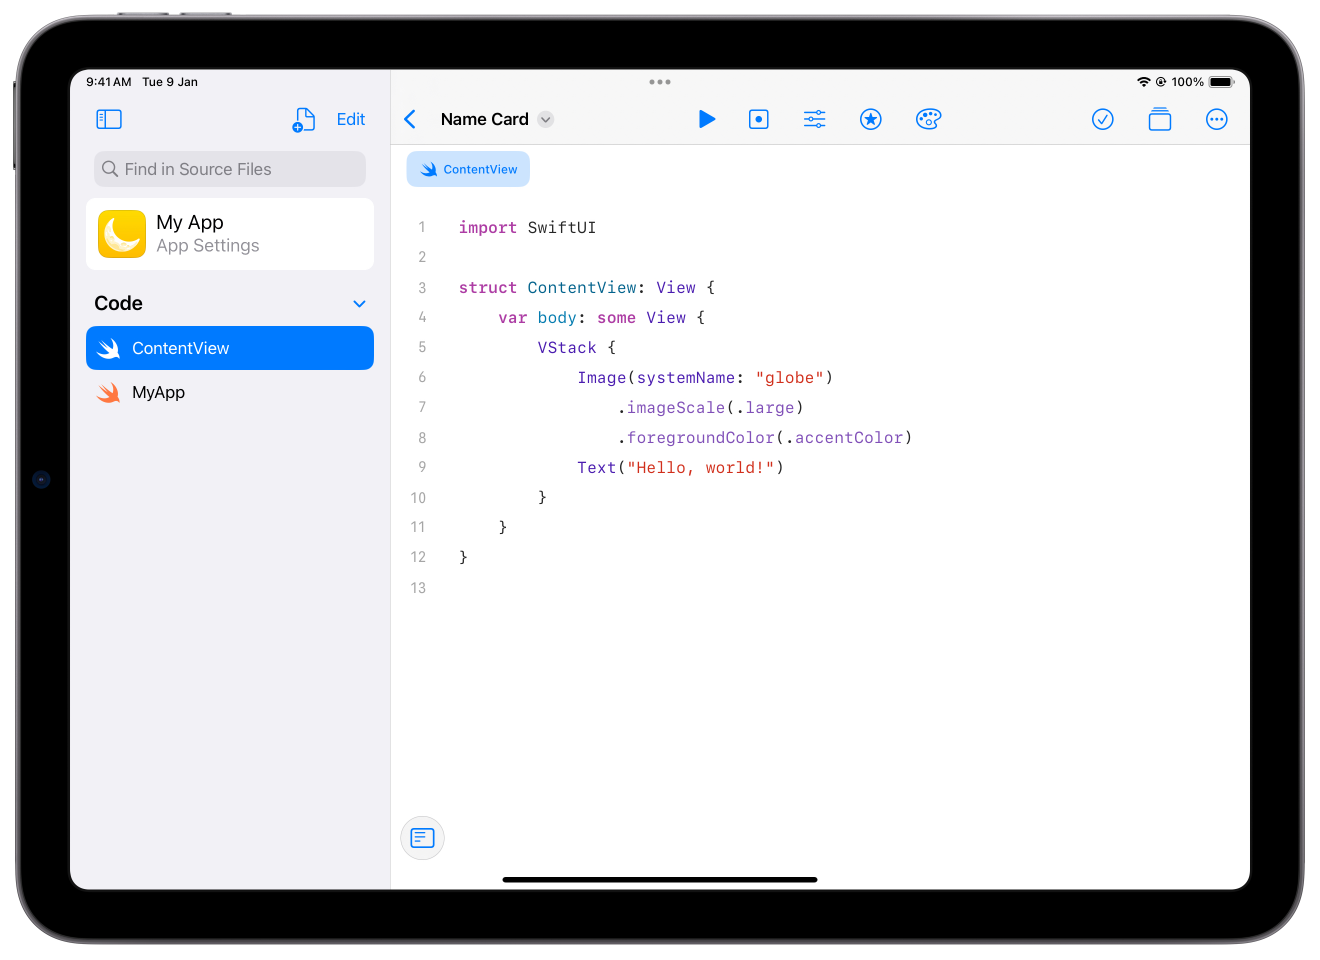 9:41 AM Tue 9 Jan
100%
Edit
Name Card
Find in Source Files
ContentView
My App
App Settings
Code
ContentView
MyApp
1 import SwiftUI
2
3 struct ContentView: View {
4 var body: some View {
5 VStack {
6 Image(systemName: "globe")
7 .imageScale(.large)
8 .foregroundColor(.accentColor)
9 Text("Hello, world!")
10 }
11 }
12 }
13